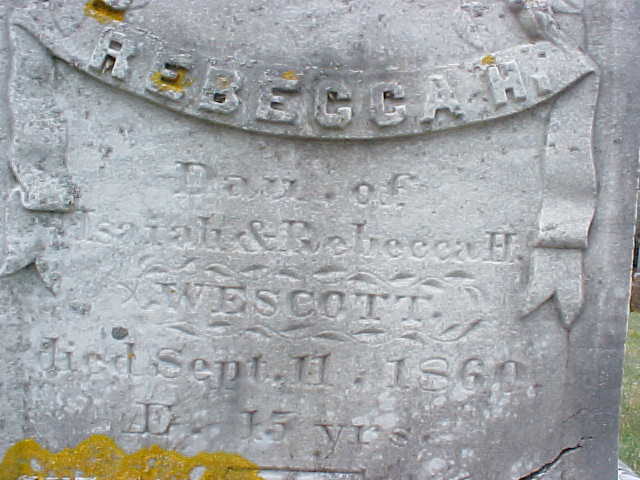 REBECCA H.
Dau. of
Isaiah & Rebecca H.
WESCOTT.
died Sept. 11, 1860.
Æ. 15 yrs.